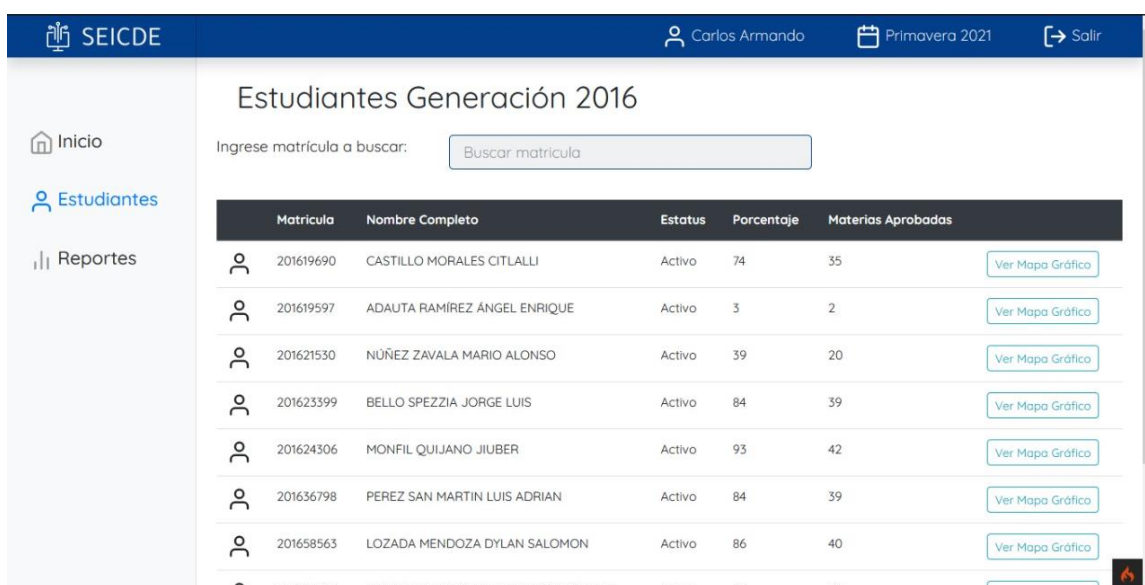 SEICDE Carlos Armando Primavera 2021 Salir
Estudiantes Generación 2016
Inicio
Ingrese matrícula a buscar: Buscar matricula
Estudiantes
Reportes
Matricula Nombre Completo Estatus Porcentaje Materias Aprobadas
201619690 CASTILLO MORALES CITLALLI Activo 74 35 Ver Mapa Gráfico
201619597 ADAUTA RAMÍREZ ÁNGEL ENRIQUE Activo 3 2 Ver Mapa Gráfico
201621530 NÚÑEZ ZAVALA MARIO ALONSO Activo 39 20 Ver Mapa Gráfico
201623399 BELLO SPEZZIA JORGE LUIS Activo 84 39 Ver Mapa Gráfico
201624306 MONFIL QUIJANO JIUBER Activo 93 42 Ver Mapa Gráfico
201636798 PEREZ SAN MARTIN LUIS ADRIAN Activo 84 39 Ver Mapa Gráfico
201658563 LOZADA MENDOZA DYLAN SALOMON Activo 86 40 Ver Mapa Gráfico